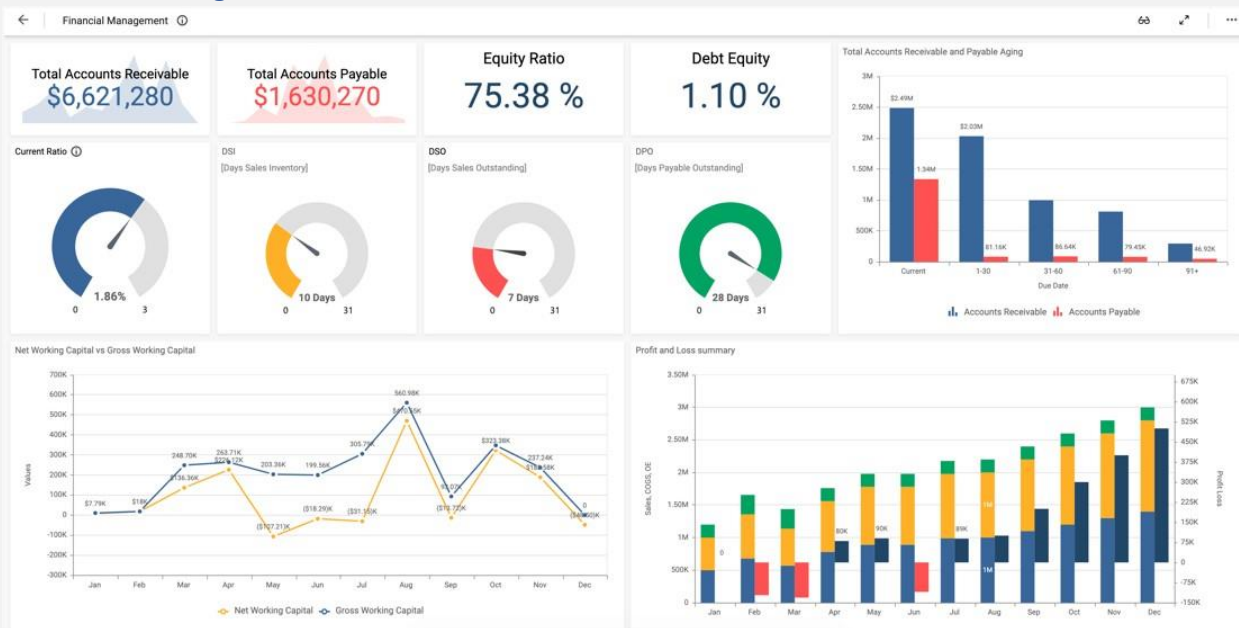 Financial Management
Total Accounts Receivable
$6,621,280
Total Accounts Payable
$1,630,270
Equity Ratio
75.38 %
Debt Equity
1.10 %
Total Accounts Receivable and Payable Aging
3M
2.50M
2M
1.50M
1M
500K
0
$2.49M
1.34M
$2.03M
81.16K
86.64K
79.45K
46.92K
Current
1-30
31-60
61-90
91+
Due Date
Accounts Receivable
Accounts Payable
Current Ratio
1.86%
0
3
DSI
[Days Sales Inventory]
10 Days
0
31
DSO
[Days Sales Outstanding]
7 Days
0
31
DPO
[Days Payable Outstanding]
28 Days
0
31
Net Working Capital vs Gross Working Capital
Values
700K
600K
500K
400K
300K
200K
100K
0
-100K
-200K
-300K
$7.79K
$18K
248.70K
$136.36K
263.71K
203.36K
199.56K
($18.29)K
305.79K
560.98K
$323.38K
237.24K
0
Jan
Feb
Mar
Apr
May
Jun
Jul
Aug
Sep
Oct
Nov
Dec
Net Working Capital
Gross Working Capital
Profit and Loss summary
Sales, COGS, OE
3.50M
3M
2.50M
2M
1.50M
1M
500K
0
0
80K
90K
89K
1M
1M
675K
600K
525K
450K
375K
300K
225K
150K
75K
0
-75K
-150K
Profit Loss
Jan
Feb
Mar
Apr
May
Jun
Jul
Aug
Sep
Oct
Nov
Dec